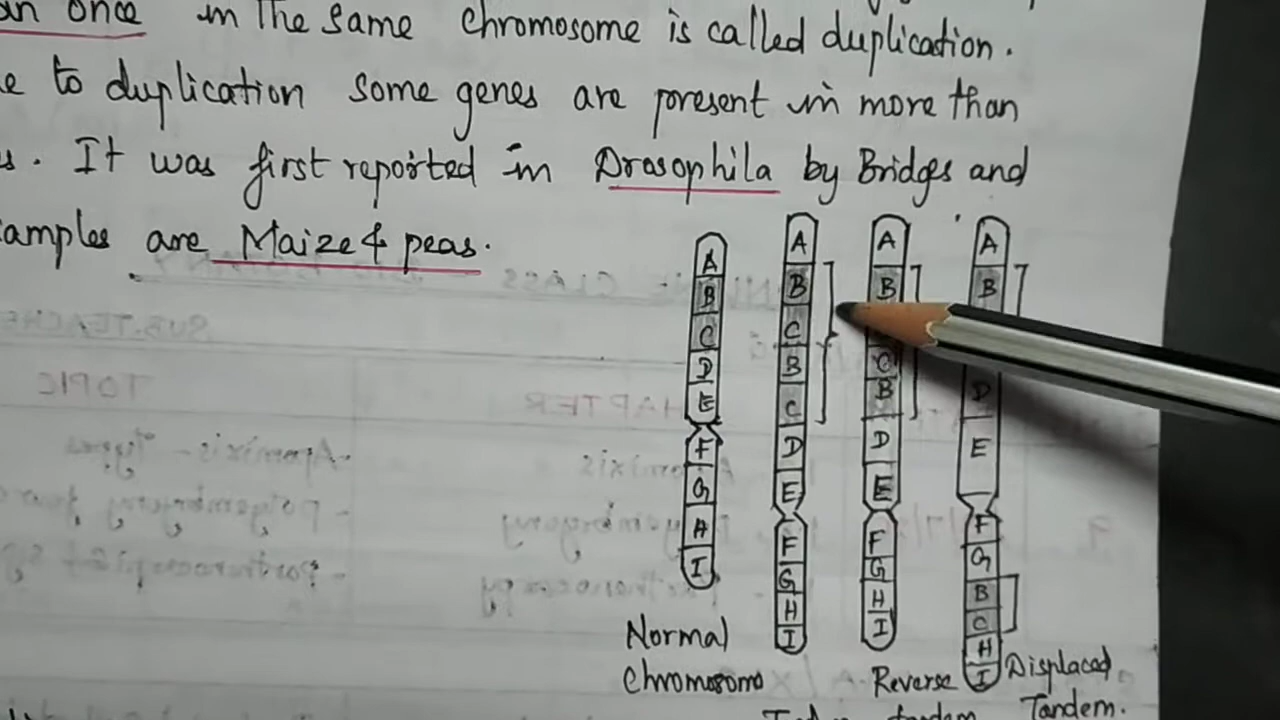 an once in the same chromosome is called duplication.
e to duplication some genes are present in more than
s. It was first reported in Drosophila by Bridges and
amples are Maize & peas.
A A A A
B B B B
C C
D B C D
E C B E
F D D F
G E E G
H F F B
I G G C
H H H
I I I
Normal
Chromosome
Reverse
tandem
Displaced
Tandem.